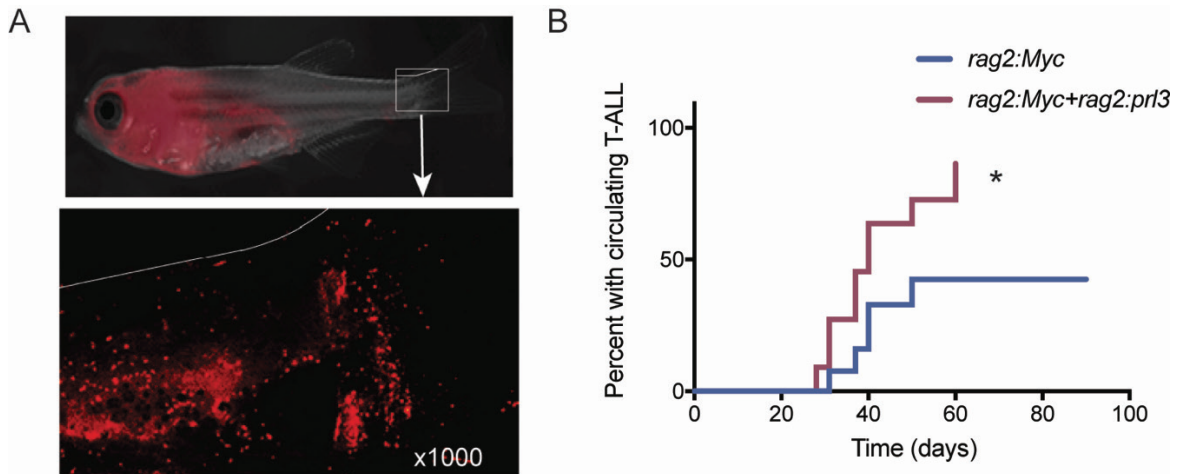 A
x1000
B
rag2:Myc
rag2:Myc+rag2:prl3
Percent with circulating T-ALL
100
50
0
*
0 20 40 60 80 100
Time (days)